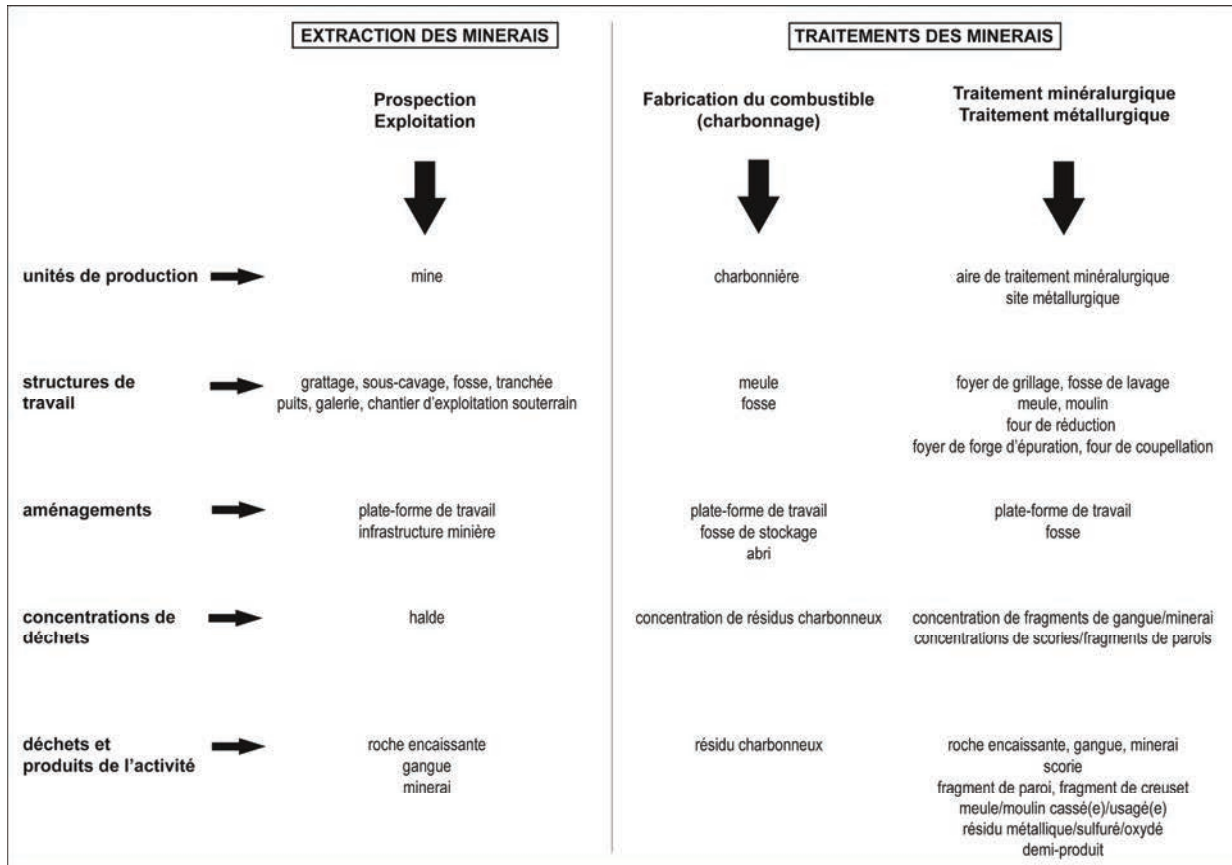 EXTRACTION DES MINERAIS
TRAITEMENTS DES MINERAIS
Prospection
Exploitation
Fabrication du combustible
(charbonnage)
Traitement minéralurgique
Traitement métallurgique
unités de production
mine
charbonnière
aire de traitement minéralurgique
site métallurgique
structures de
travail
grattage, sous-cavage, fosse, tranchée
puits, galerie, chantier d'exploitation souterrain
meule
fosse
foyer de grillage, fosse de lavage
meule, moulin
four de réduction
foyer de forge d'épuration, four de coupellation
aménagements
plate-forme de travail
infrastructure minière
plate-forme de travail
fosse de stockage
abri
plate-forme de travail
fosse
concentrations de
déchets
halde
concentration de résidus charbonneux
concentration de fragments de gangue/minerai
concentrations de scories/fragments de parois
déchets et
produits de l'activité
roche encaissante
gangue
minerai
résidu charbonneux
roche encaissante, gangue, minerai
scorie
fragment de paroi, fragment de creuset
meule/moulin cassé(e)/usagé(e)
résidu métallique/sulfuré/oxydé
demi-produit